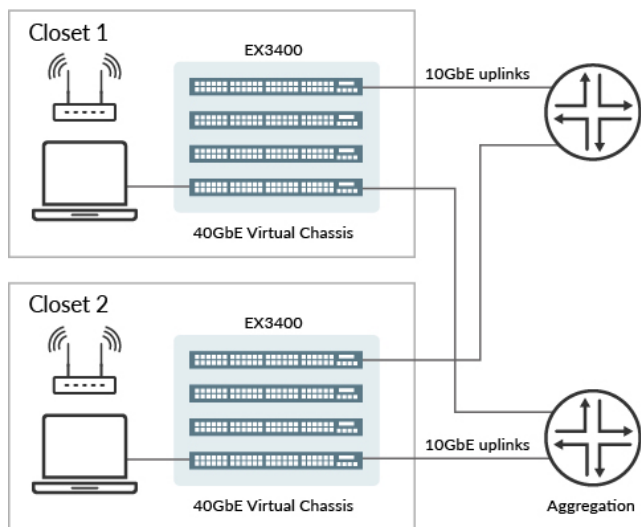 Closet 1
EX3400
10GbE uplinks
40GbE Virtual Chassis
Closet 2
EX3400
10GbE uplinks
40GbE Virtual Chassis
Aggregation